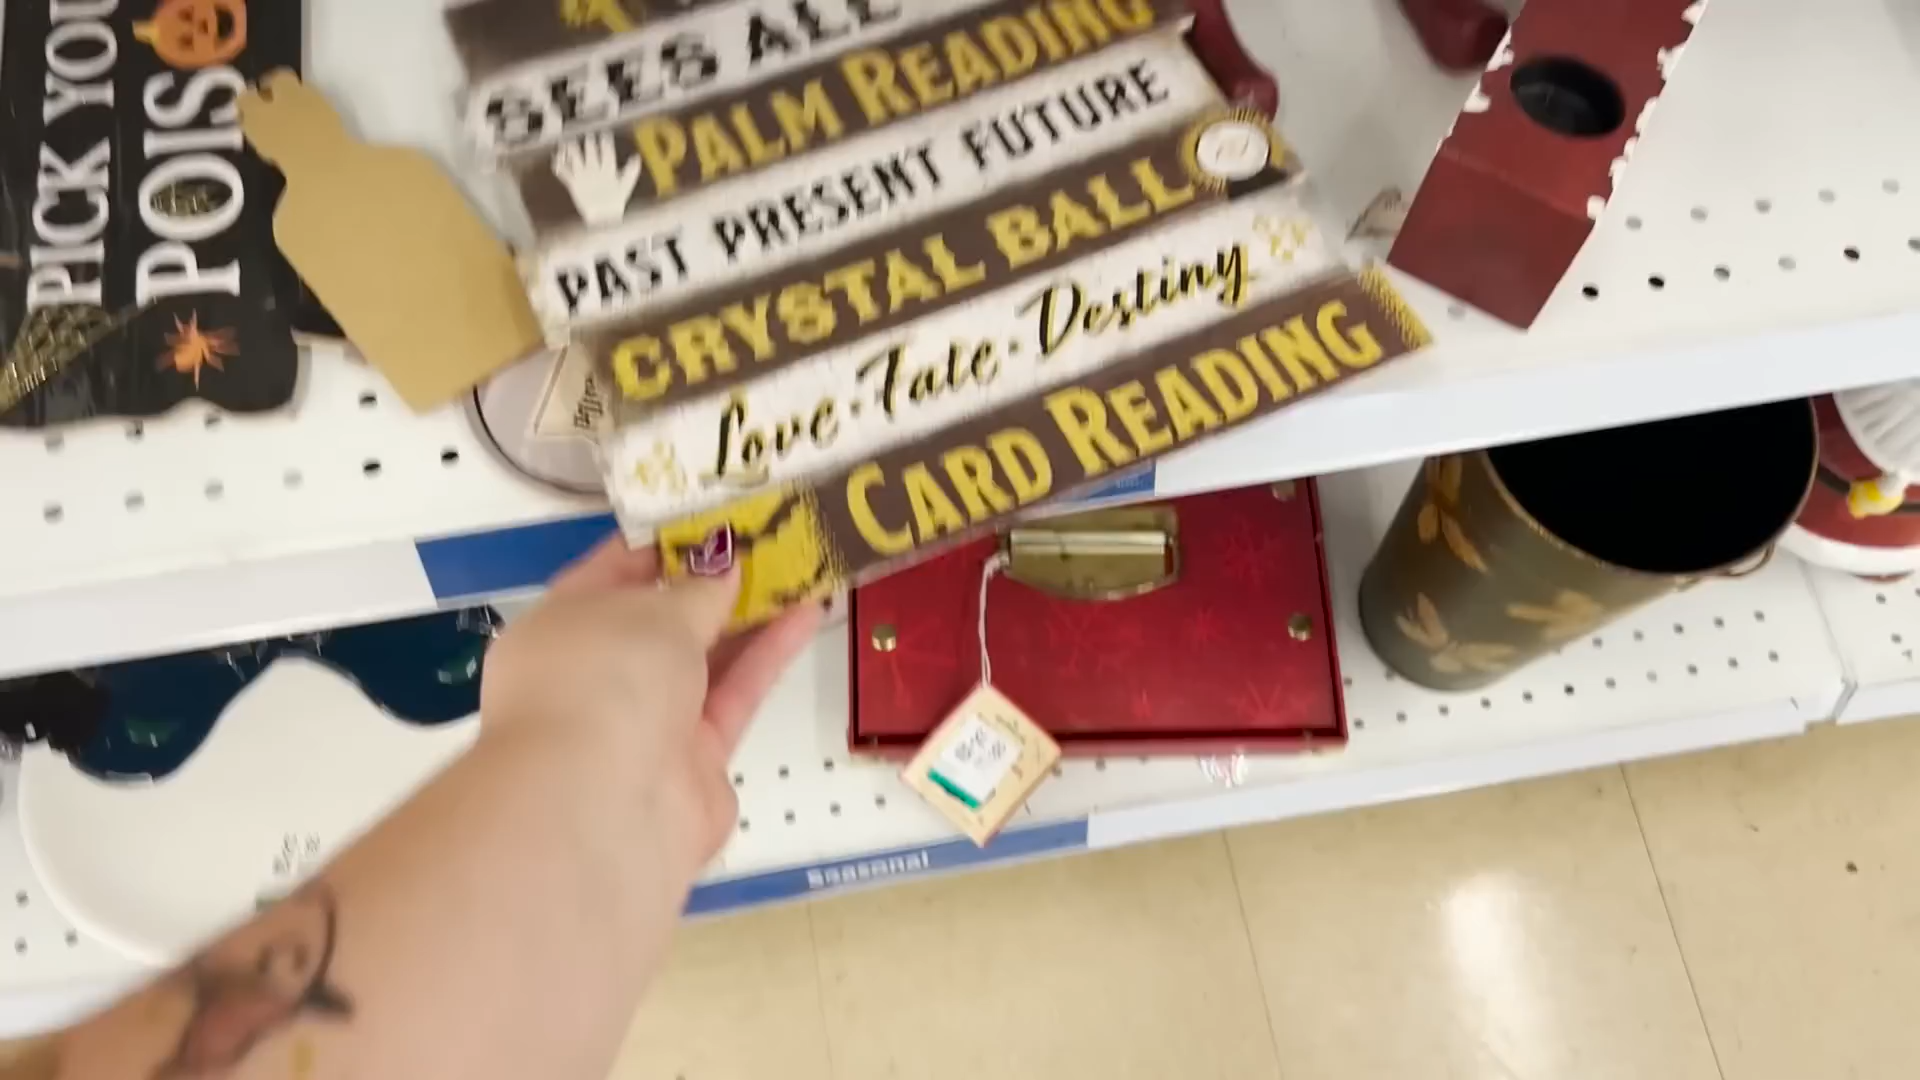 PICK YOU
POIS
SEES ALL
PALM READING
PAST PRESENT FUTURE
CRYSTAL BALL
Love · Fate · Destiny
CARD READING
Seasonal